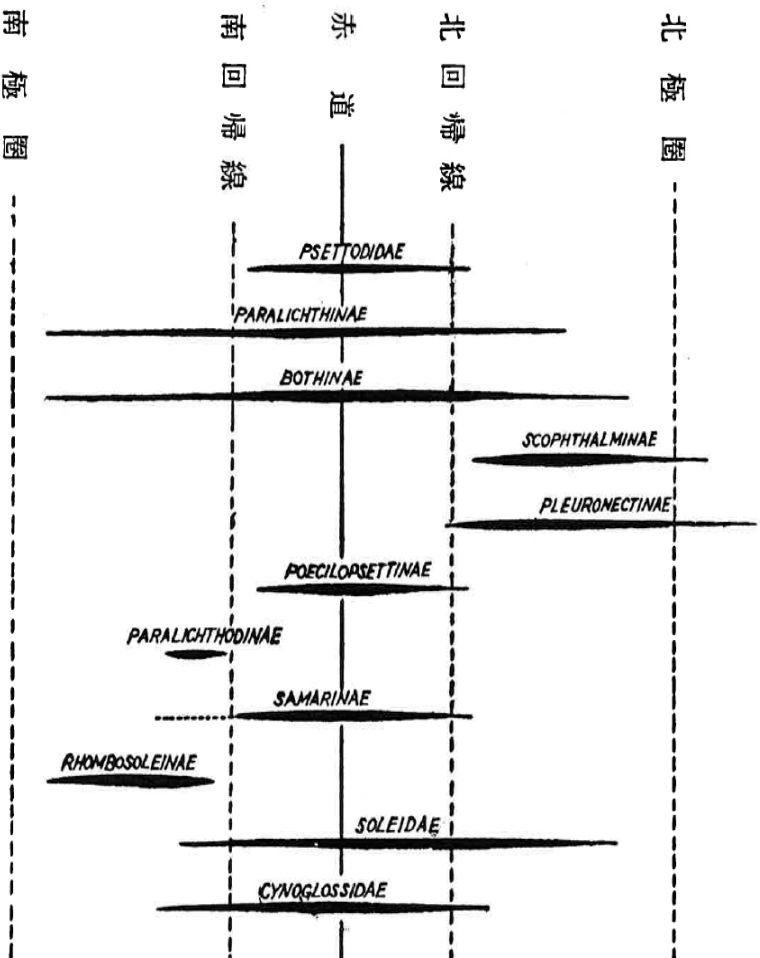 南極圏
南回帰線
赤道
北回帰線
北極圏
PSETTODIDAE
PARALICHTHINAE
BOTHINAE
SCOPHTHALMINAE
PLEURONECTINAE
POECILOPSETTINAE
PARALICHTHODINAE
SAMARINAE
RHOMBOSOLEINAE
SOLEIDAE
CYNOGLOSSIDAE